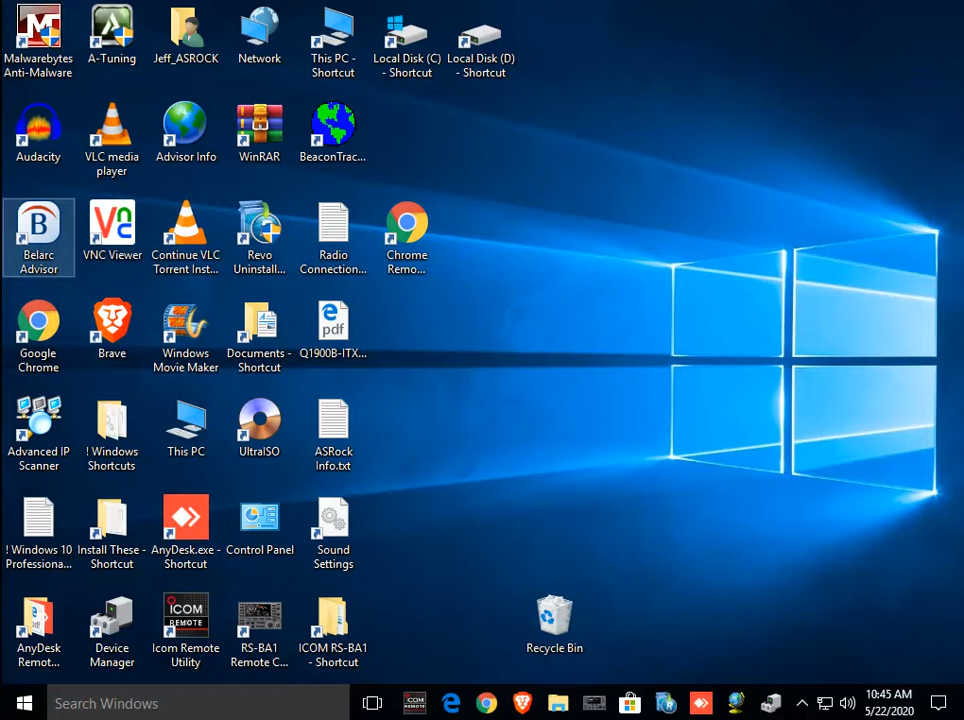 Malwarebytes
Anti-Malware
A-Tuning
Jeff_ASROCK
Network
This PC -
Shortcut
Local Disk (C)
- Shortcut
Local Disk (D)
- Shortcut
Audacity
VLC media
player
Advisor Info
WinRAR
BeaconTrac...
Belarc
Advisor
VNC Viewer
Continue VLC
Torrent Inst...
Revo
Uninstall...
Radio
Connection...
Chrome
Remo...
Google
Chrome
Brave
Windows
Movie Maker
Documents -
Shortcut
pdf
Q1900B-ITX...
Advanced IP
Scanner
! Windows
Shortcuts
This PC
UltraISO
ASRock
Info.txt
! Windows 10
Professiona...
Install These -
Shortcut
AnyDesk.exe -
Shortcut
Control Panel
Sound
Settings
AnyDesk
Remot...
Device
Manager
ICOM
REMOTE
Icom Remote
Utility
RS-BA1
Remote C...
ICOM RS-BA1
- Shortcut
Recycle Bin
Search Windows
ICOM
10:45 AM
5/22/2020